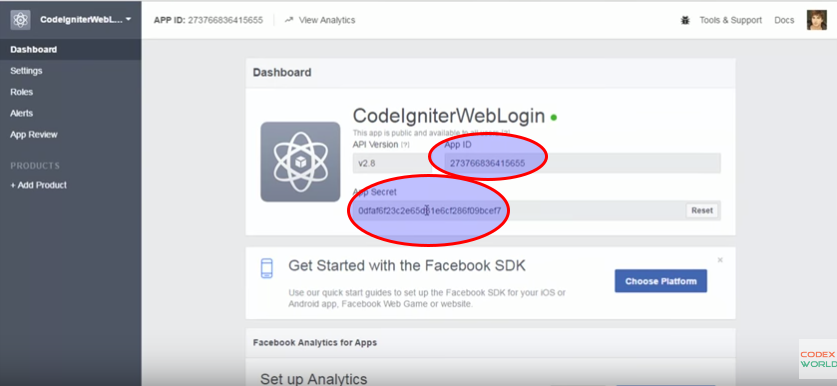 CodeIgniterWebL...
APP ID: 273766836415655
View Analytics
Tools & Support
Docs
Dashboard
Settings
Roles
Alerts
App Review
PRODUCTS
+ Add Product
Dashboard
CodeIgniterWebLogin
This app is public and available to all users
API Version [?]
App ID
v2.8
273766836415655
App Secret
Reset
Get Started with the Facebook SDK
Use our quick start guides to set up the Facebook SDK for your iOS or
Android app, Facebook Web Game or website.
Choose Platform
Facebook Analytics for Apps
Set up Analytics
CODEX
WORLD